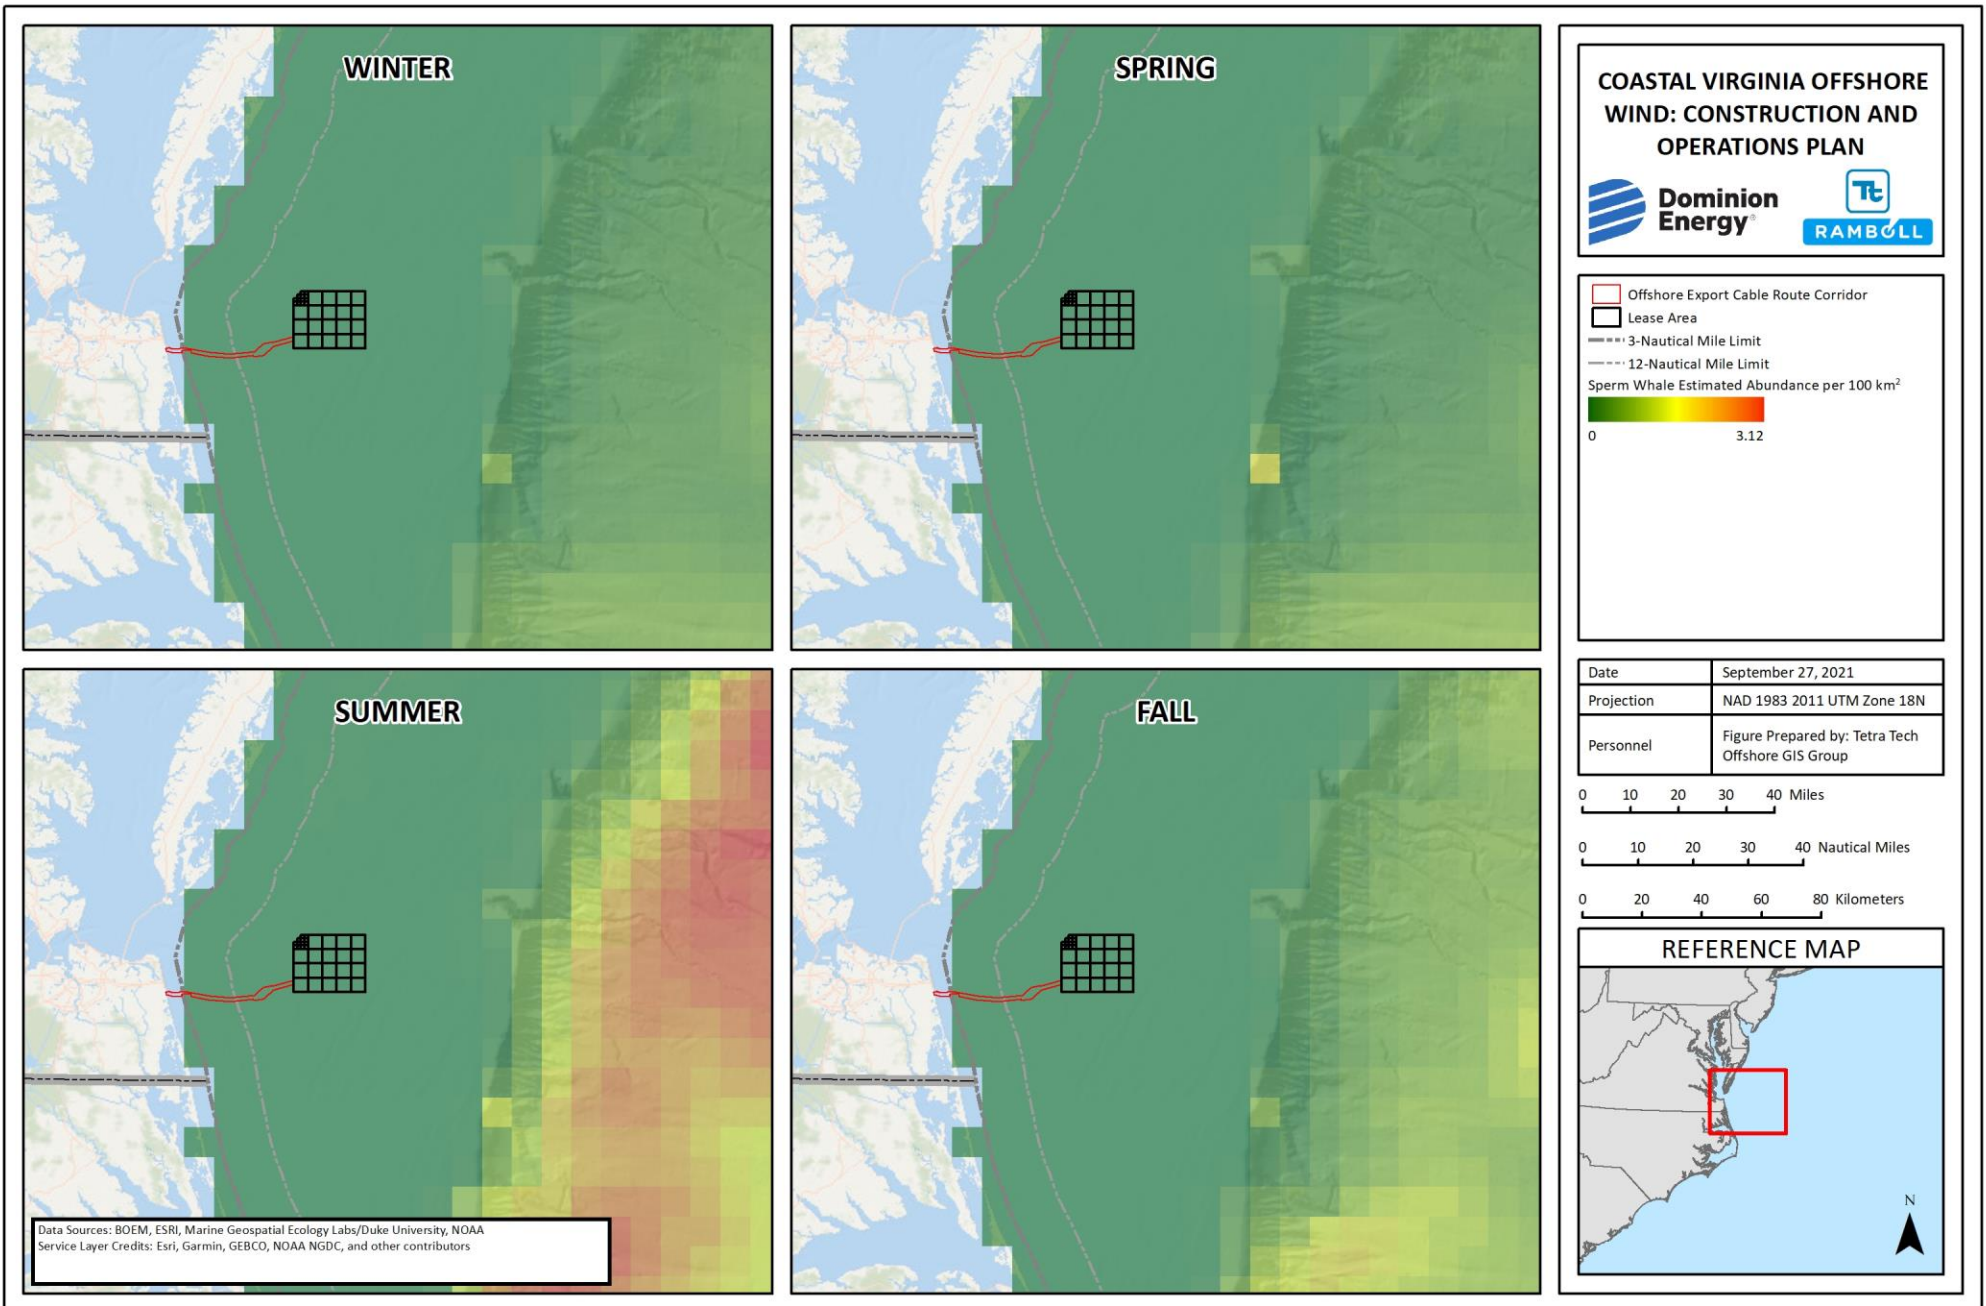 WINTER
SPRING
SUMMER
FALL
Data Sources: BOEM, ESRI, Marine Geospatial Ecology Labs/Duke University, NOAA
Service Layer Credits: Esri, Garmin, GEBCO, NOAA NGDC, and other contributors
COASTAL VIRGINIA OFFSHORE
WIND: CONSTRUCTION AND
OPERATIONS PLAN
Dominion
Energy®
Tt
RAMBOLL
Offshore Export Cable Route Corridor
Lease Area
3-Nautical Mile Limit
12-Nautical Mile Limit
Sperm Whale Estimated Abundance per 100 km²
0 3.12
Date September 27, 2021
Projection NAD 1983 2011 UTM Zone 18N
Personnel Figure Prepared by: Tetra Tech
Offshore GIS Group
0 10 20 30 40 Miles
0 10 20 30 40 Nautical Miles
0 20 40 60 80 Kilometers
REFERENCE MAP
N